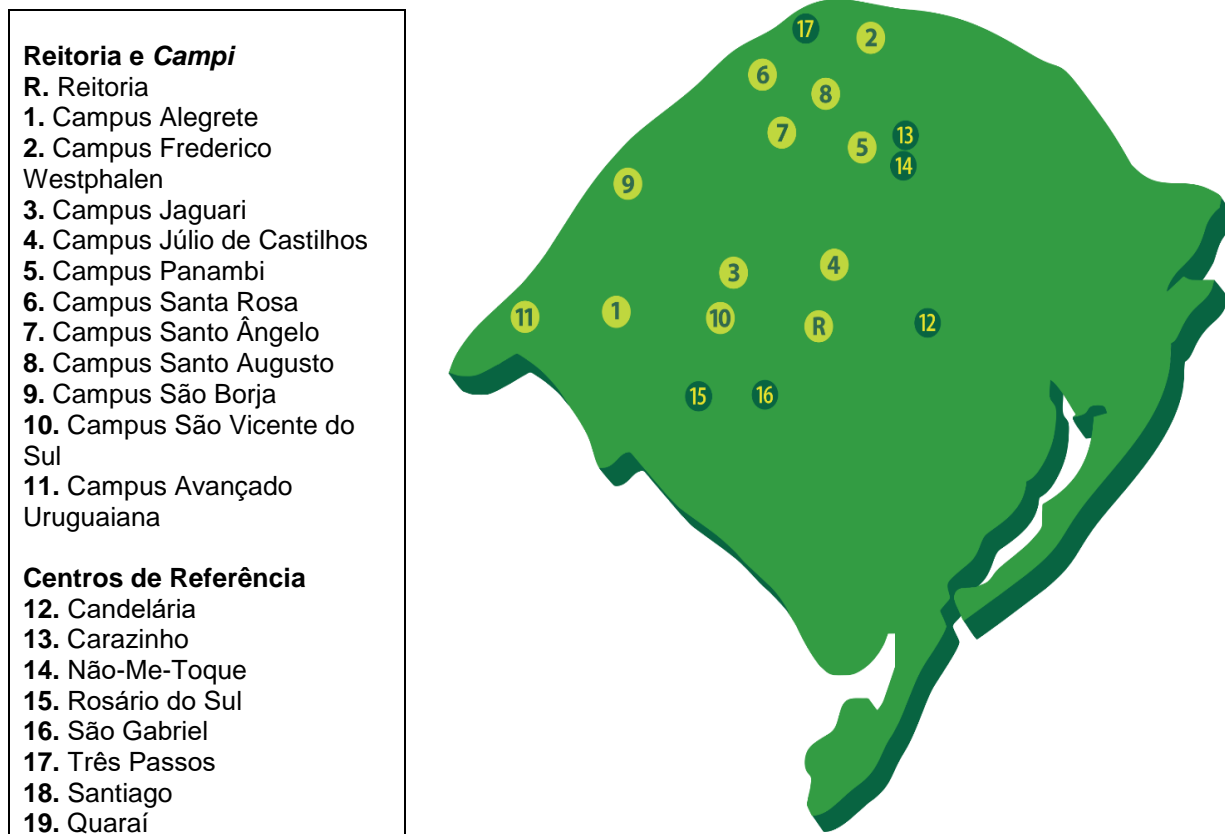 Reitoria e Campi
R. Reitoria
1. Campus Alegrete
2. Campus Frederico
Westphalen
3. Campus Jaguari
4. Campus Júlio de Castilhos
5. Campus Panambi
6. Campus Santa Rosa
7. Campus Santo Ângelo
8. Campus Santo Augusto
9. Campus São Borja
10. Campus São Vicente do
Sul
11. Campus Avançado
Uruguaiana
Centros de Referência
12. Candelária
13. Carazinho
14. Não-Me-Toque
15. Rosário do Sul
16. São Gabriel
17. Três Passos
18. Santiago
19. Quaraí
17
2
6
8
7
13
5
14
9
4
3
11
1
10
R
12
15
16